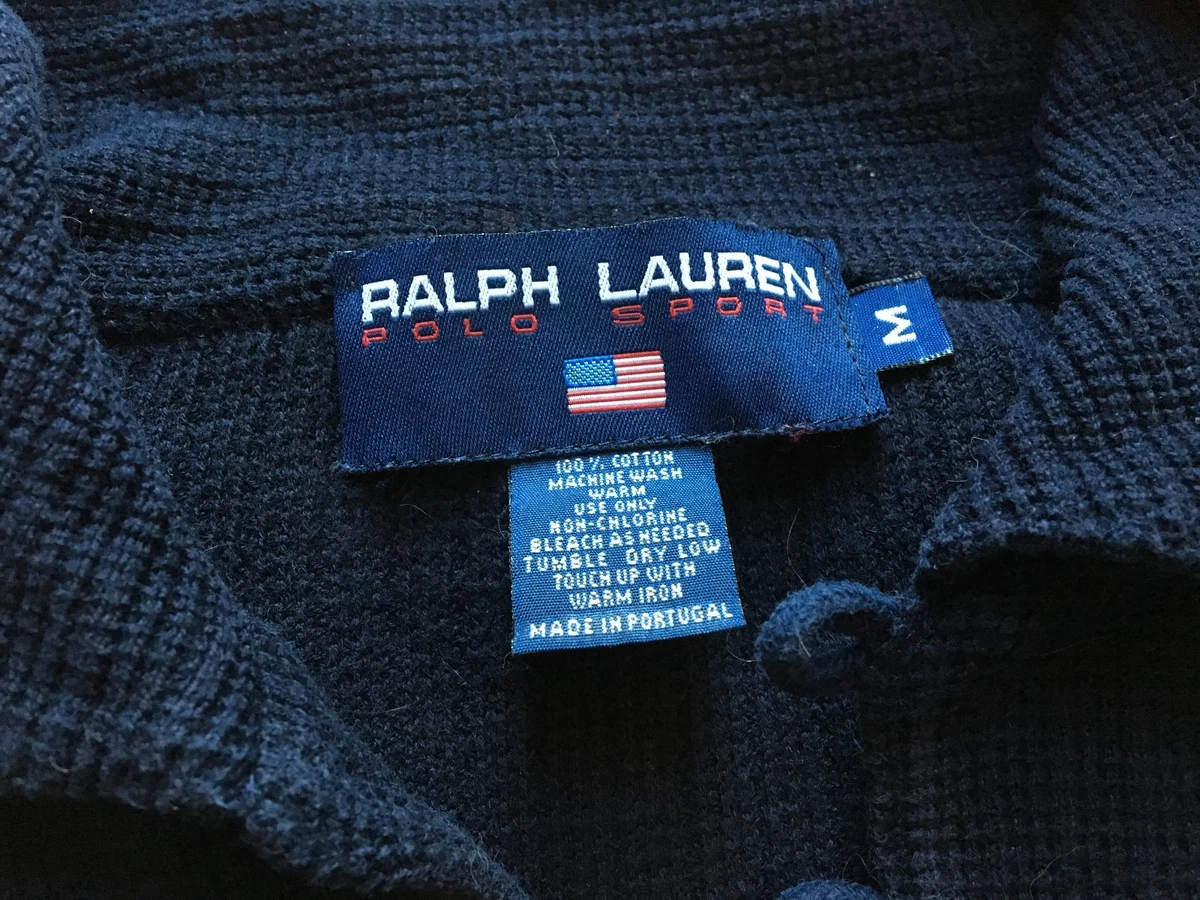 RALPH LAUREN
POLO SPORT
M
100% COTTON
MACHINE WASH
WARM
USE ONLY
NON-CHLORINE
BLEACH AS NEEDED
TUMBLE DRY LOW
TOUCH UP WITH
WARM IRON
MADE IN PORTUGAL